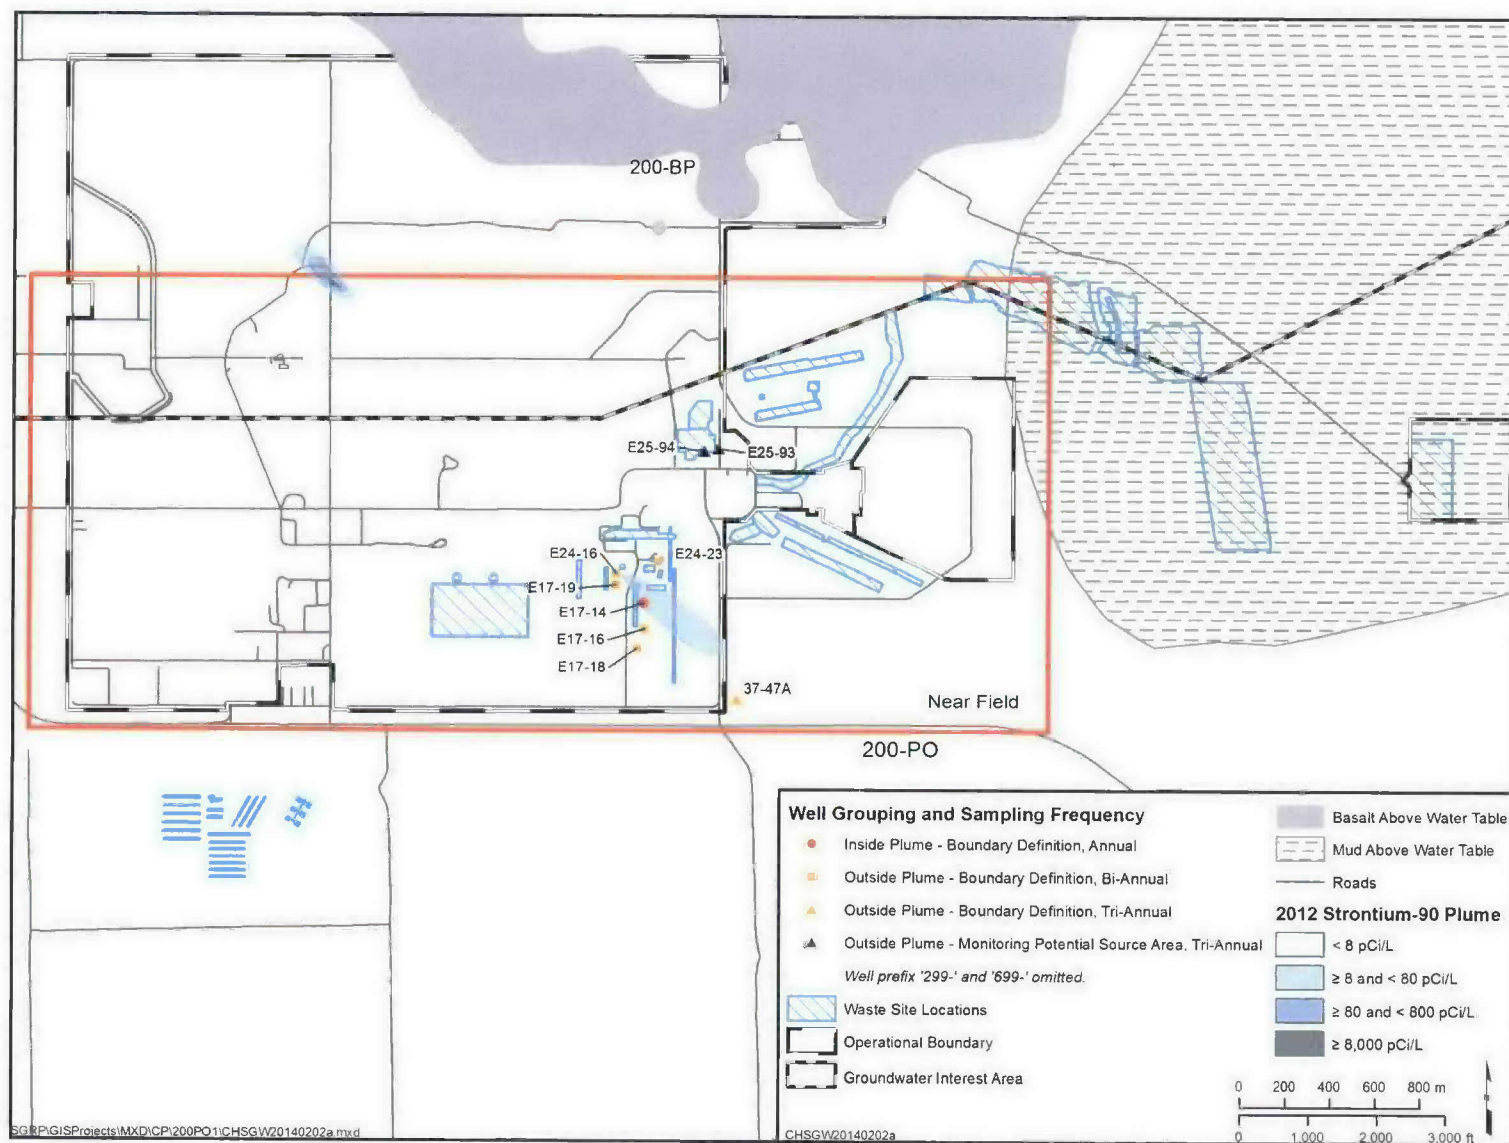 200-BP
E25-94
E25-93
E24-16
E24-23
E17-19
E17-14
E17-16
E17-18
37-47A
Near Field
200-PO
Well Grouping and Sampling Frequency
Inside Plume - Boundary Definition, Annual
Outside Plume - Boundary Definition, Bi-Annual
Outside Plume - Boundary Definition, Tri-Annual
Outside Plume - Monitoring Potential Source Area, Tri-Annual
Well prefix '299-' and '699-' omitted.
Waste Site Locations
Operational Boundary
Groundwater Interest Area
Basalt Above Water Table
Mud Above Water Table
Roads
2012 Strontium-90 Plume
< 8 pCi/L
≥ 8 and < 80 pCi/L
≥ 80 and < 800 pCi/L
≥ 8,000 pCi/L
0 200 400 600 800 m
0 1,000 2,000 3,000 ft
SGRP\GISProjects\MXD\CP\200PO1\CHSGW20140202a.mxd
CHSGW20140202a